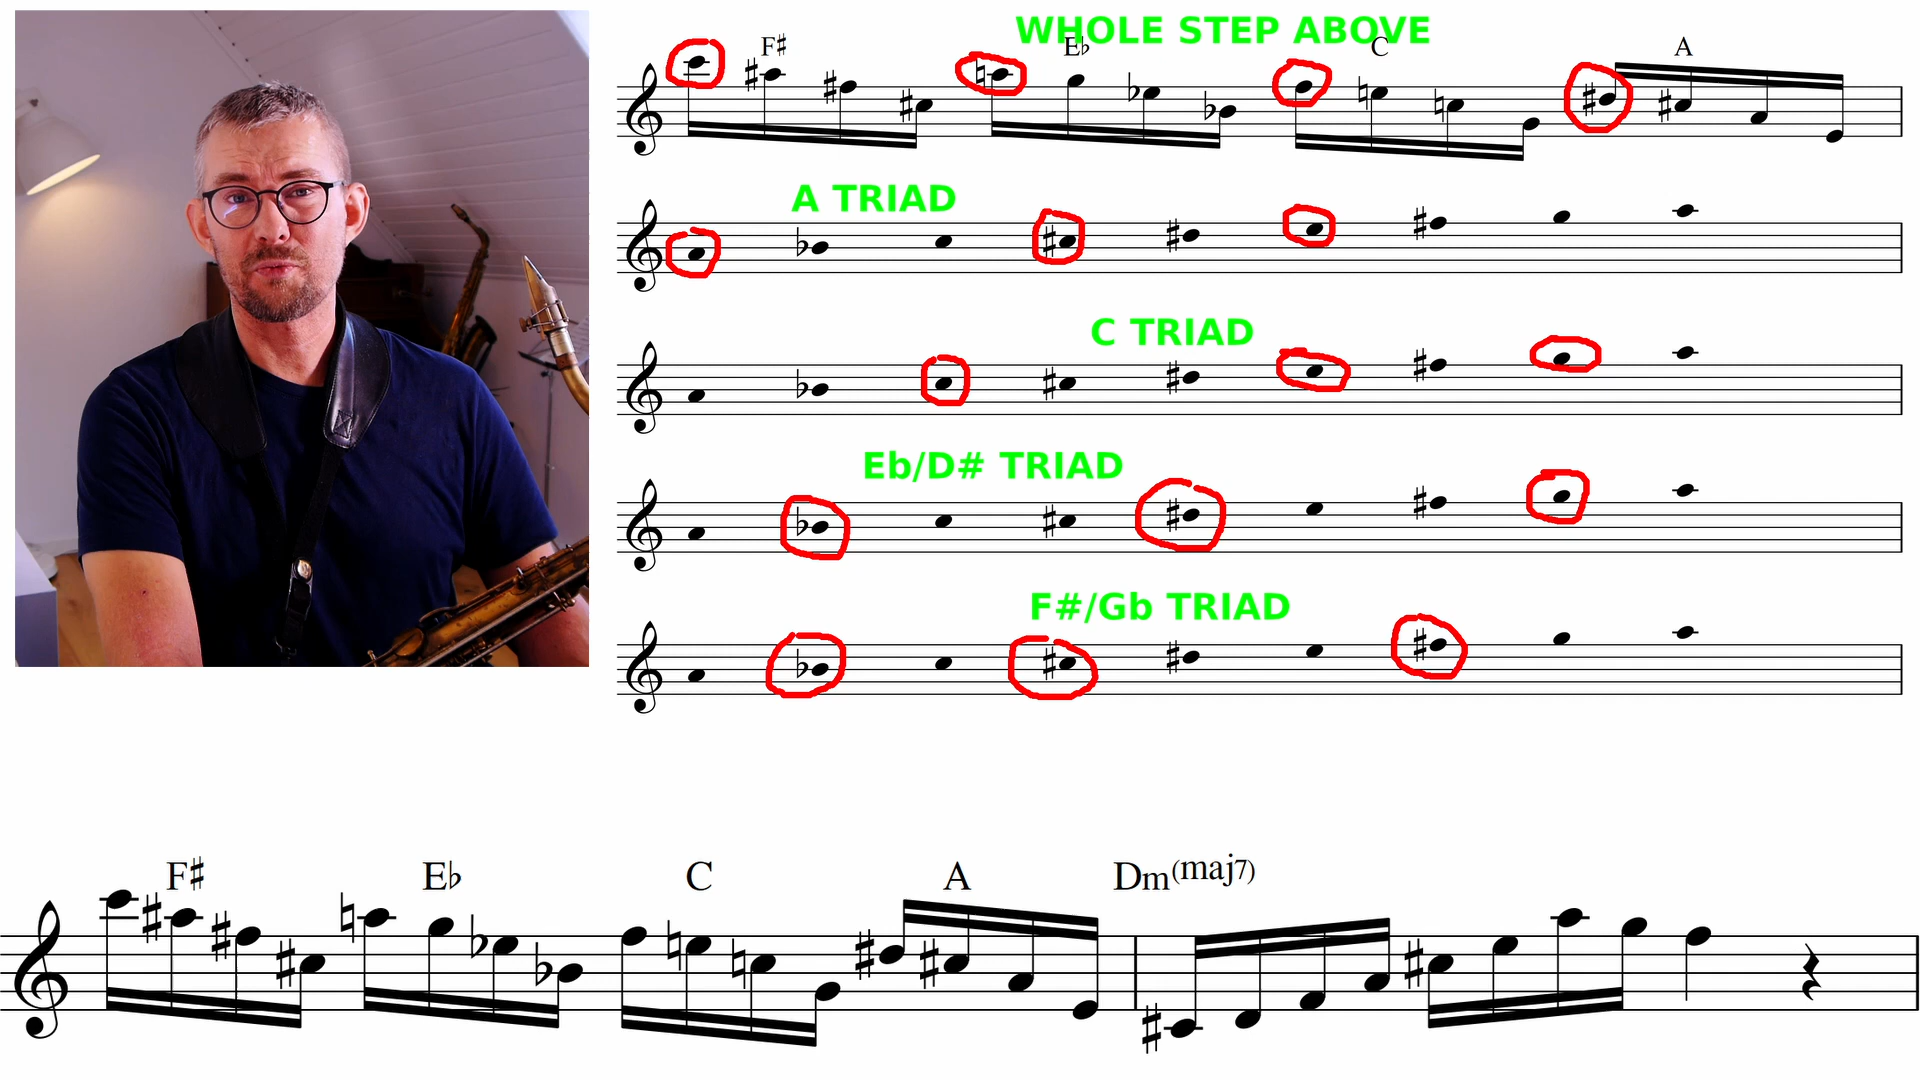 WHOLE STEP ABOVE
F♯ E♭ C A
A TRIAD
C TRIAD
Eb/D# TRIAD
F#/Gb TRIAD
F♯ E♭ C A Dm(maj7)